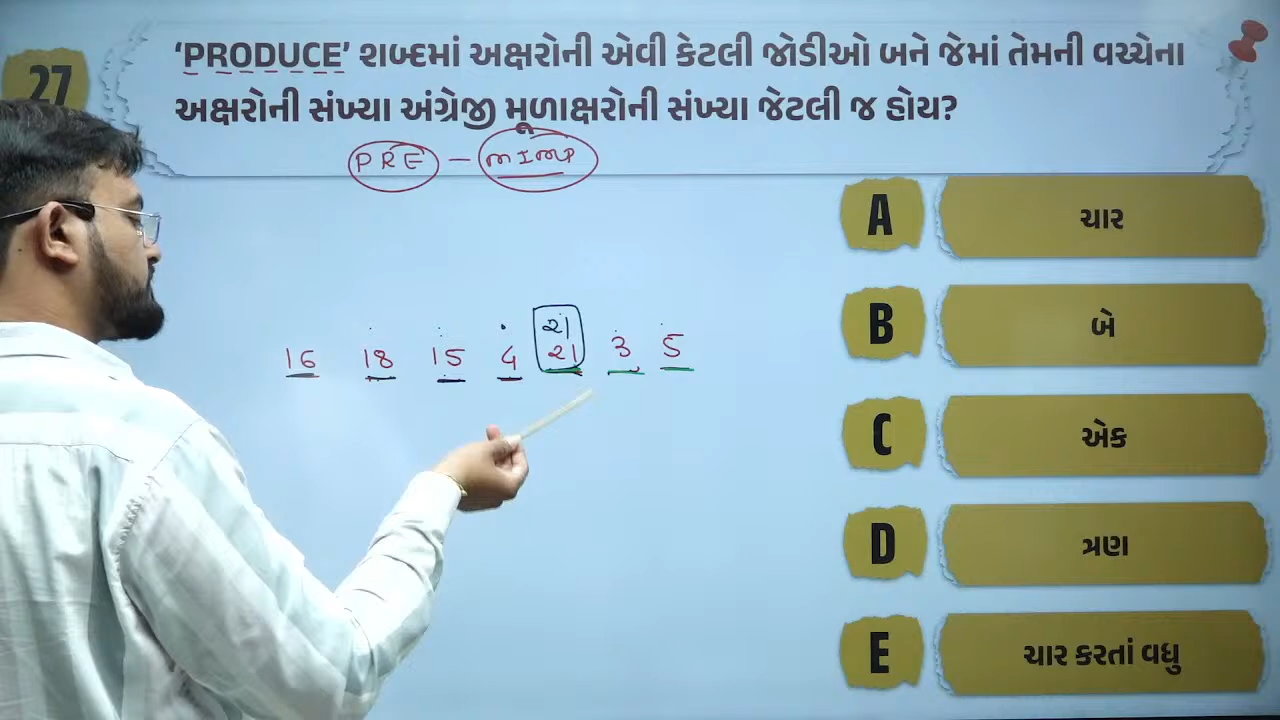 27
‘PRODUCE’ શબ્દમાં અક્ષરોની એવી કેટલી જોડીઓ બને જેમાં તેમની વચ્ચેના
અક્ષરોની સંખ્યા અંગ્રેજી મૂળાક્ષરોની સંખ્યા જેટલી જ હોય?
PRE –
21
16 18 15 4 21 3 5
A ચાર
B બે
C એક
D ત્રણ
E ચાર કરતાં વધુ